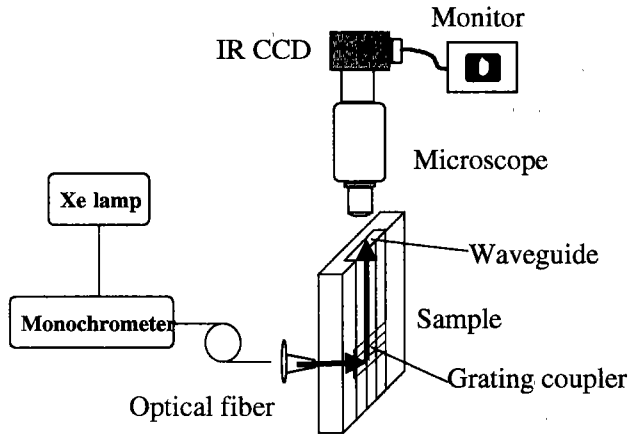 Monitor
IR CCD
Microscope
Xe lamp
Waveguide
Monochrometer
Sample
Grating coupler
Optical fiber